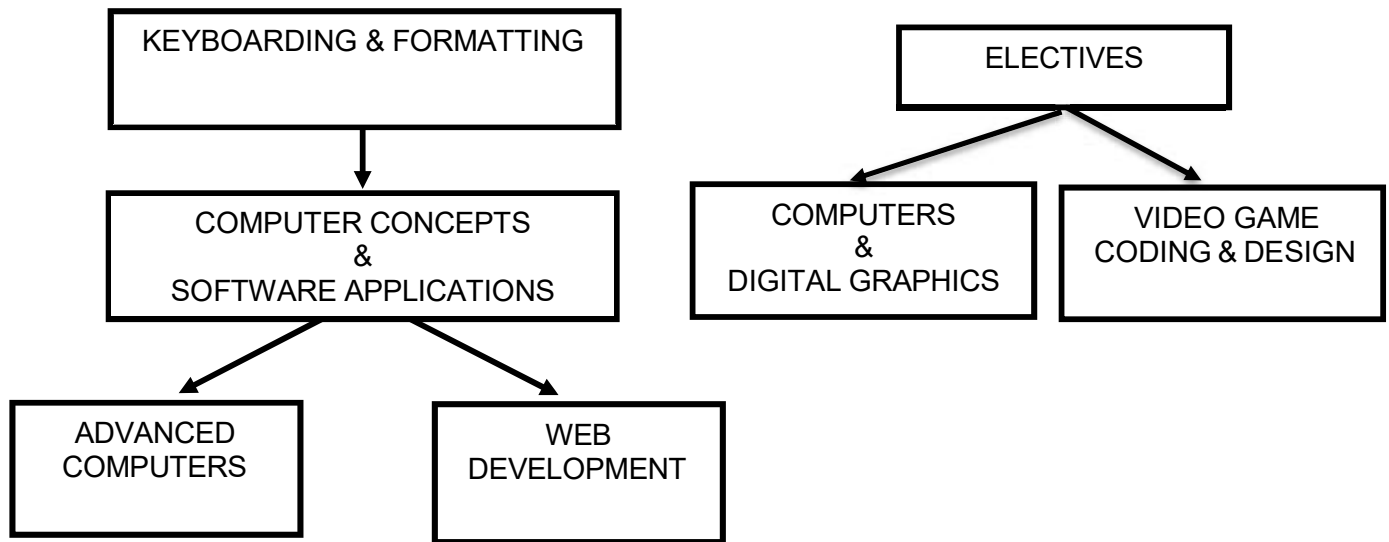 KEYBOARDING & FORMATTING
COMPUTER CONCEPTS
&
SOFTWARE APPLICATIONS
ADVANCED
COMPUTERS
WEB
DEVELOPMENT
ELECTIVES
COMPUTERS
&
DIGITAL GRAPHICS
VIDEO GAME
CODING & DESIGN